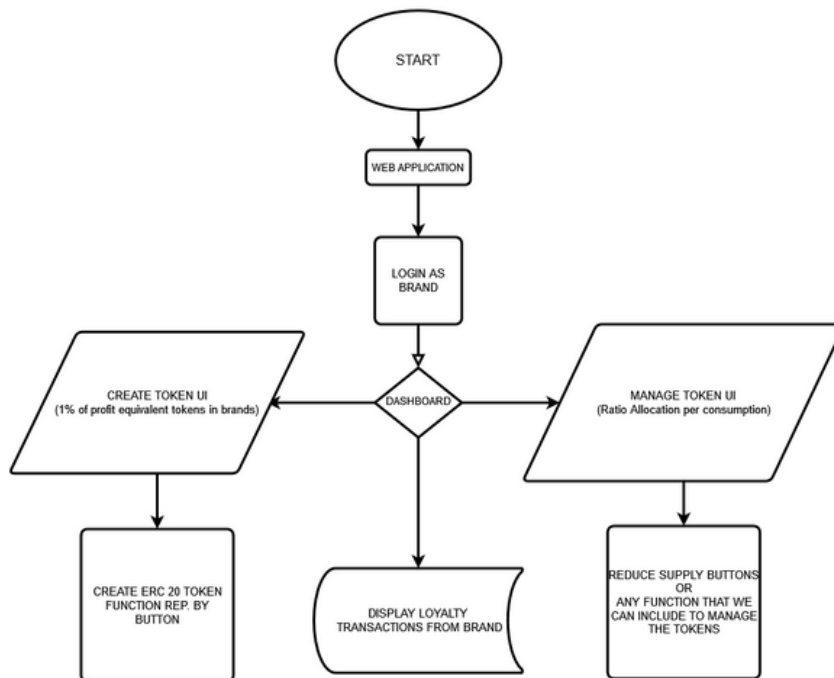 START
WEB APPLICATION
LOGIN AS
BRAND
CREATE TOKEN UI
(1% of profit equivalent tokens in brands)
DASHBOARD
MANAGE TOKEN UI
(Ratio Allocation per consumption)
CREATE ERC 20 TOKEN
FUNCTION REP. BY
BUTTON
DISPLAY LOYALTY
TRANSACTIONS FROM BRAND
REDUCE SUPPLY BUTTONS
OR
ANY FUNCTION THAT WE
CAN INCLUDE TO MANAGE
THE TOKENS